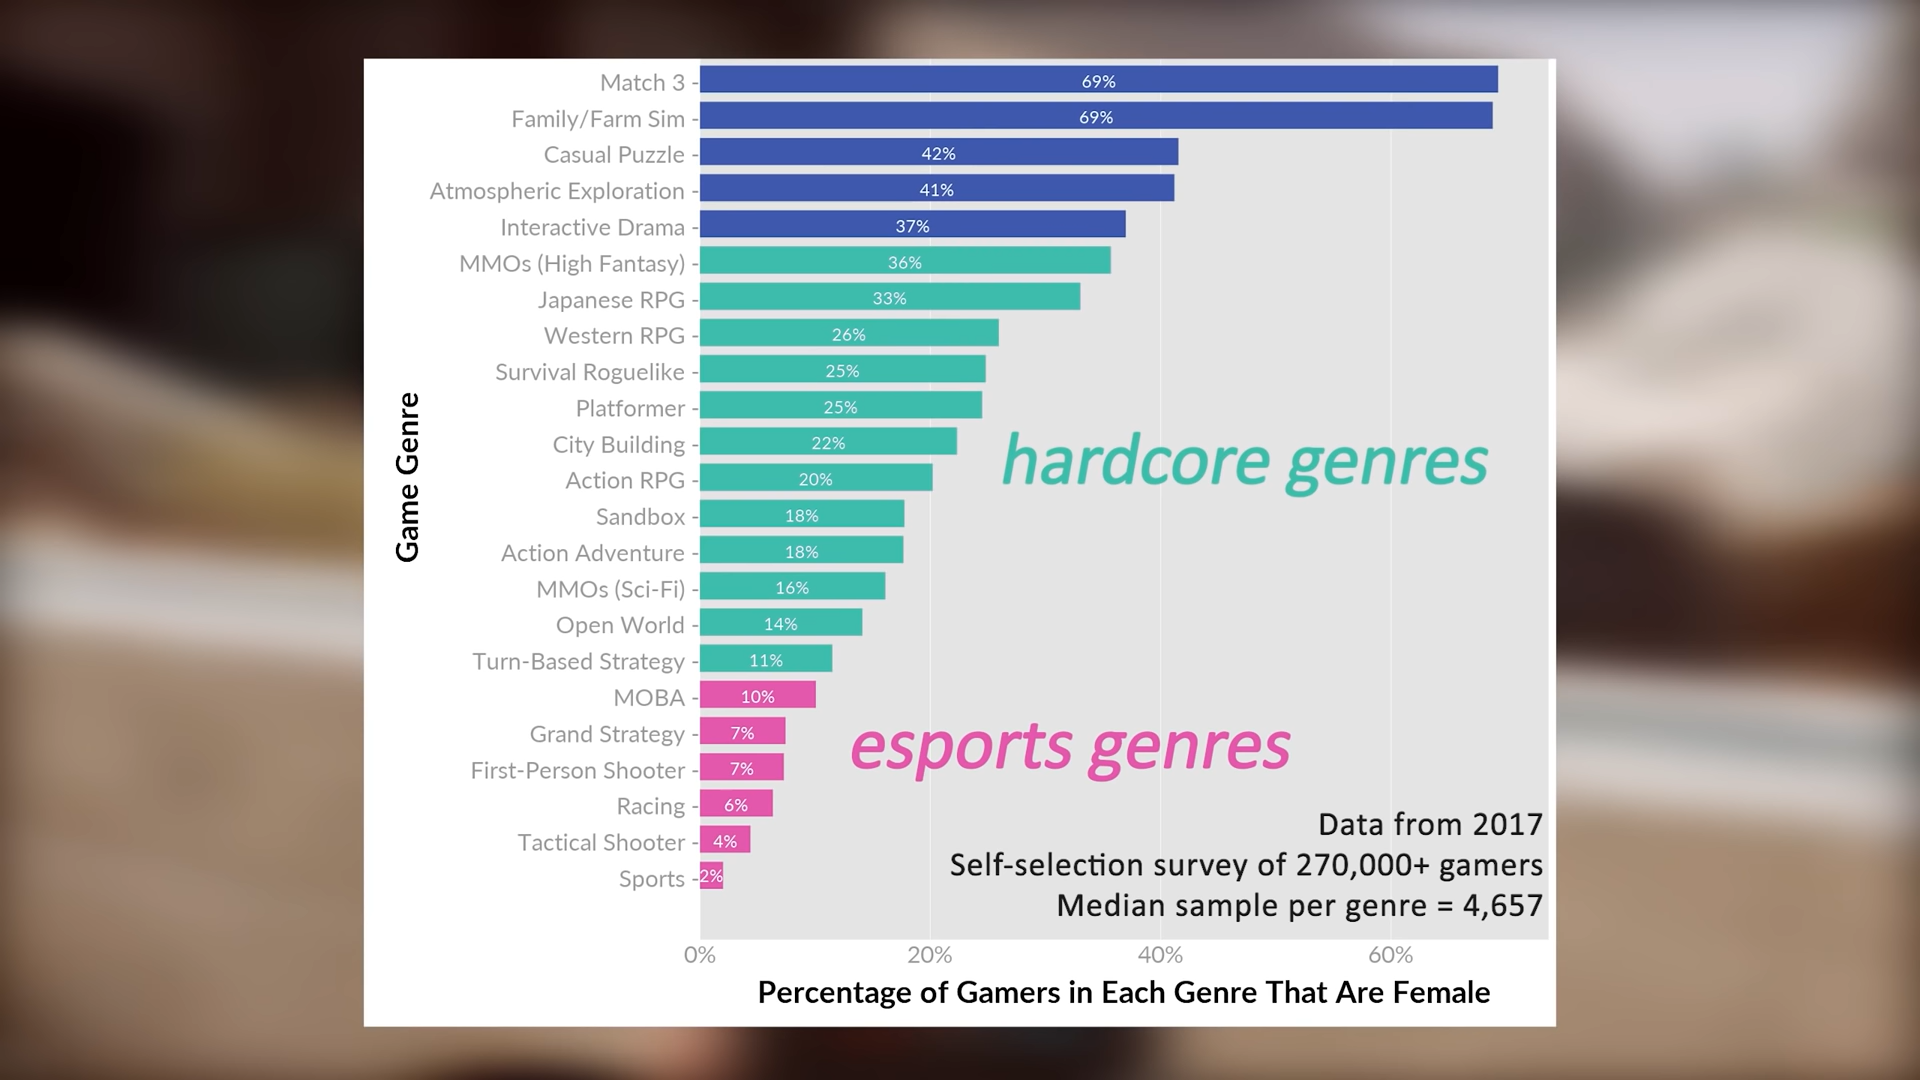 Match 3 - 69%
Family/Farm Sim - 69%
Casual Puzzle - 42%
Atmospheric Exploration - 41%
Interactive Drama - 37%
MMOs (High Fantasy) - 36%
Japanese RPG - 33%
Western RPG - 26%
Survival Roguelike - 25%
Platformer - 25%
City Building - 22%
Action RPG - 20%
Sandbox - 18%
Action Adventure - 18%
MMOs (Sci-Fi) - 16%
Open World - 14%
Turn-Based Strategy - 11%
MOBA - 10%
Grand Strategy - 7%
First-Person Shooter - 7%
Racing - 6%
Tactical Shooter - 4%
Sports - 2%
Game Genre
hardcore genres
esports genres
Data from 2017
Self-selection survey of 270,000+ gamers
Median sample per genre = 4,657
0% 20% 40% 60%
Percentage of Gamers in Each Genre That Are Female